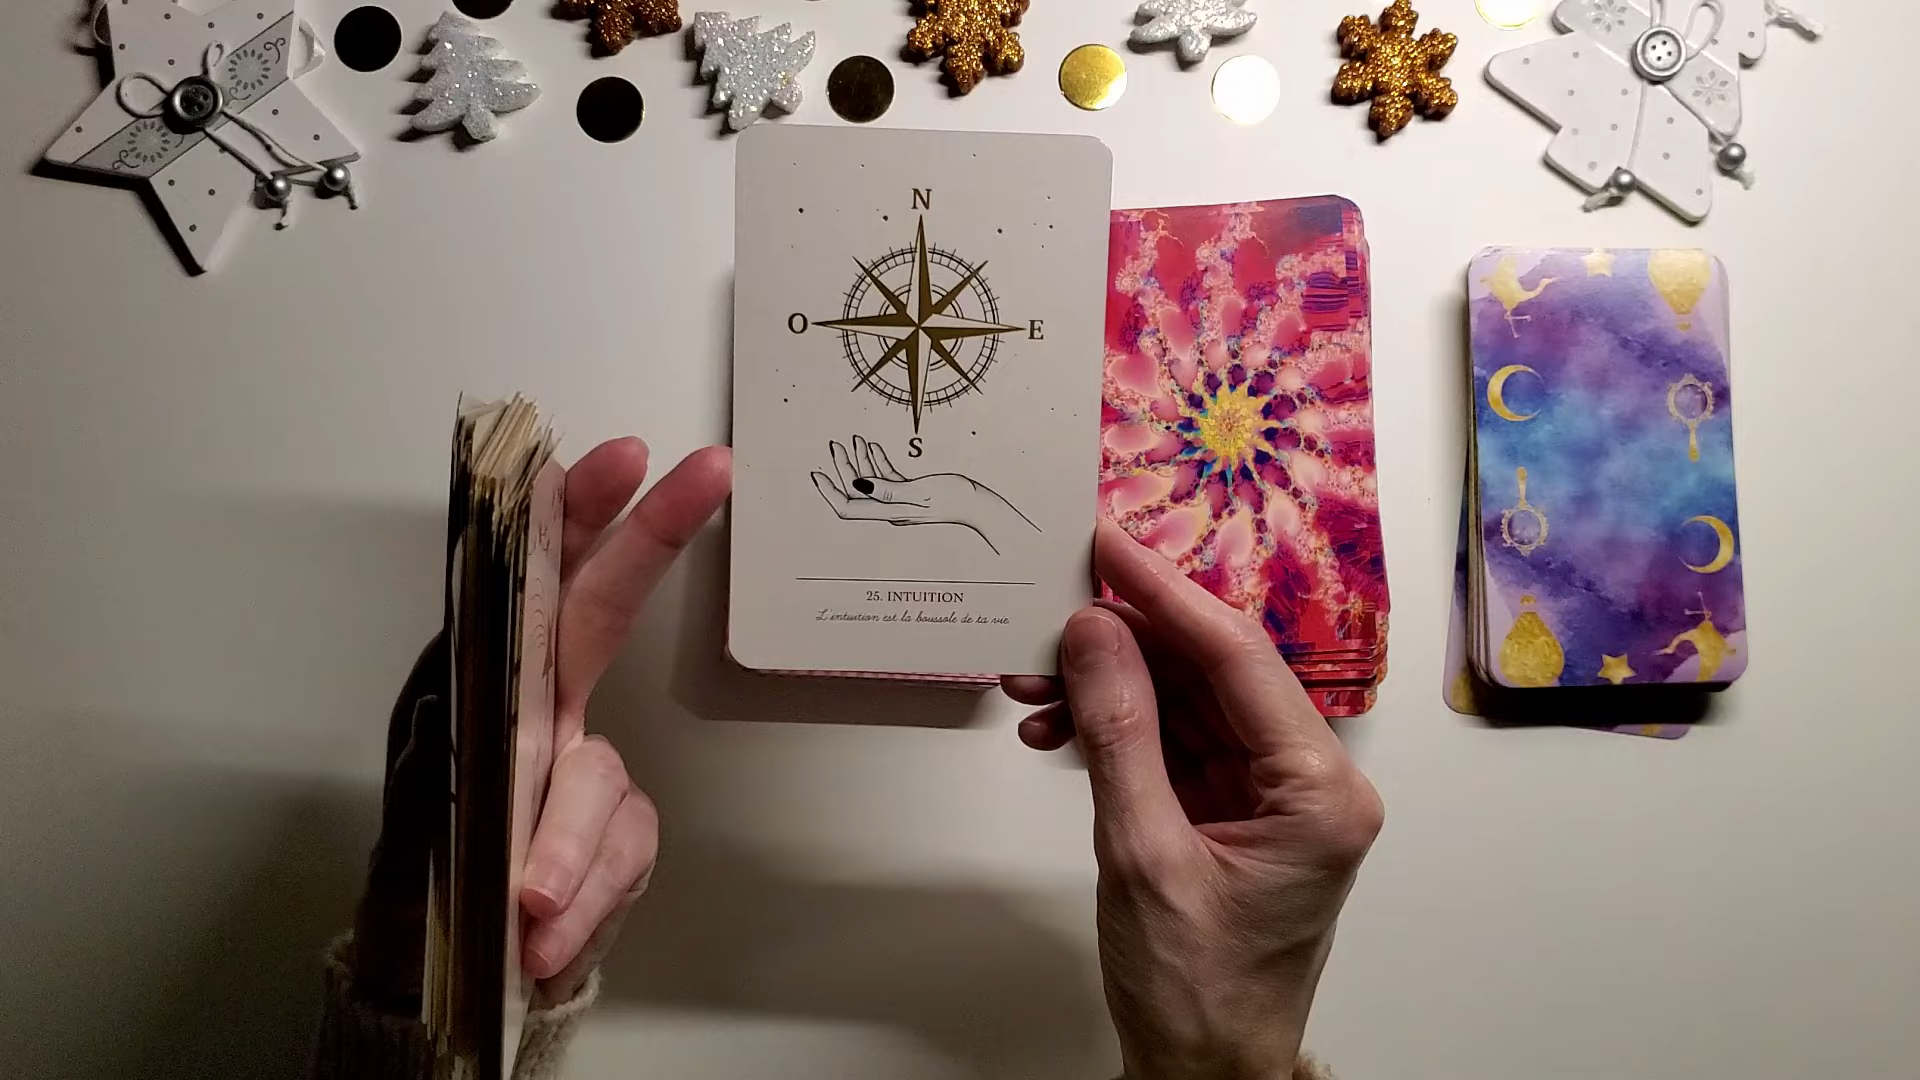 N
O E
S
25. INTUITION
L'intuition est la boussole de ta vie